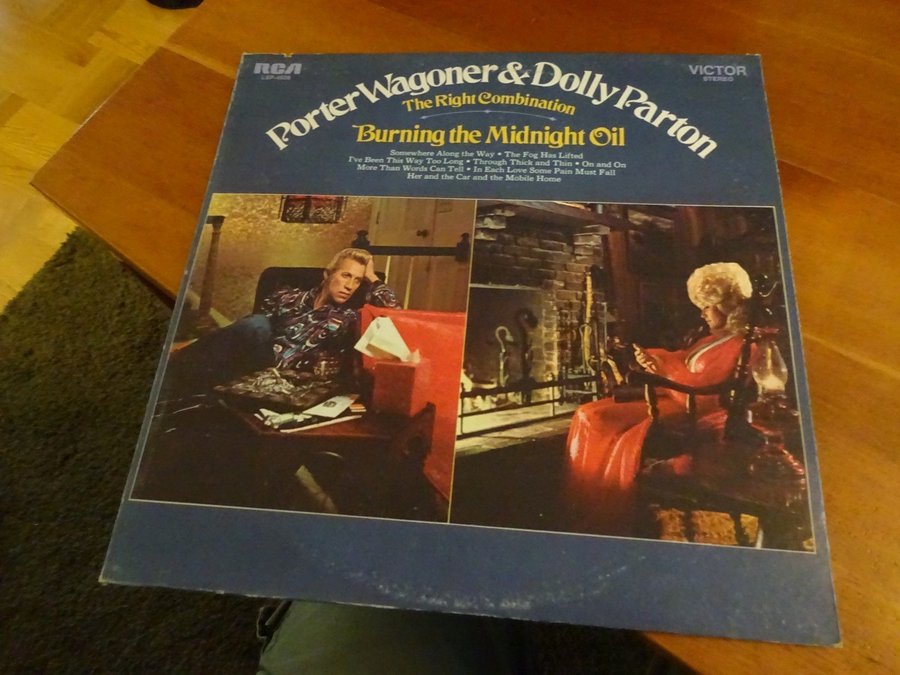 RCA
LSP-4628
VICTOR
STEREO
Porter Wagoner & Dolly Parton
The Right Combination
Burning the Midnight Oil
Somewhere Along the Way • The Fog Has Lifted
I've Been This Way Too Long • Through Thick and Thin • On and On
More Than Words Can Tell • In Each Love Some Pain Must Fall
Her and the Car and the Mobile Home